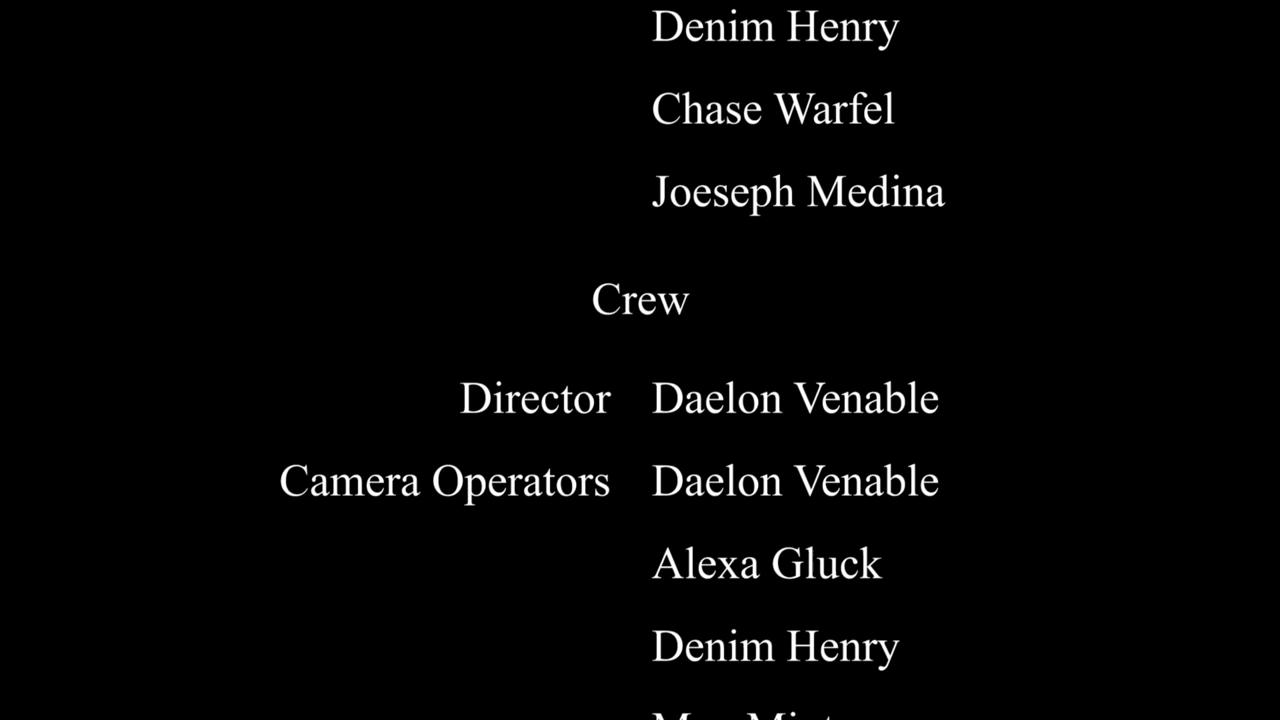 Denim Henry
Chase Warfel
Joeseph Medina
Crew
Director Daelon Venable
Camera Operators Daelon Venable
Alexa Gluck
Denim Henry